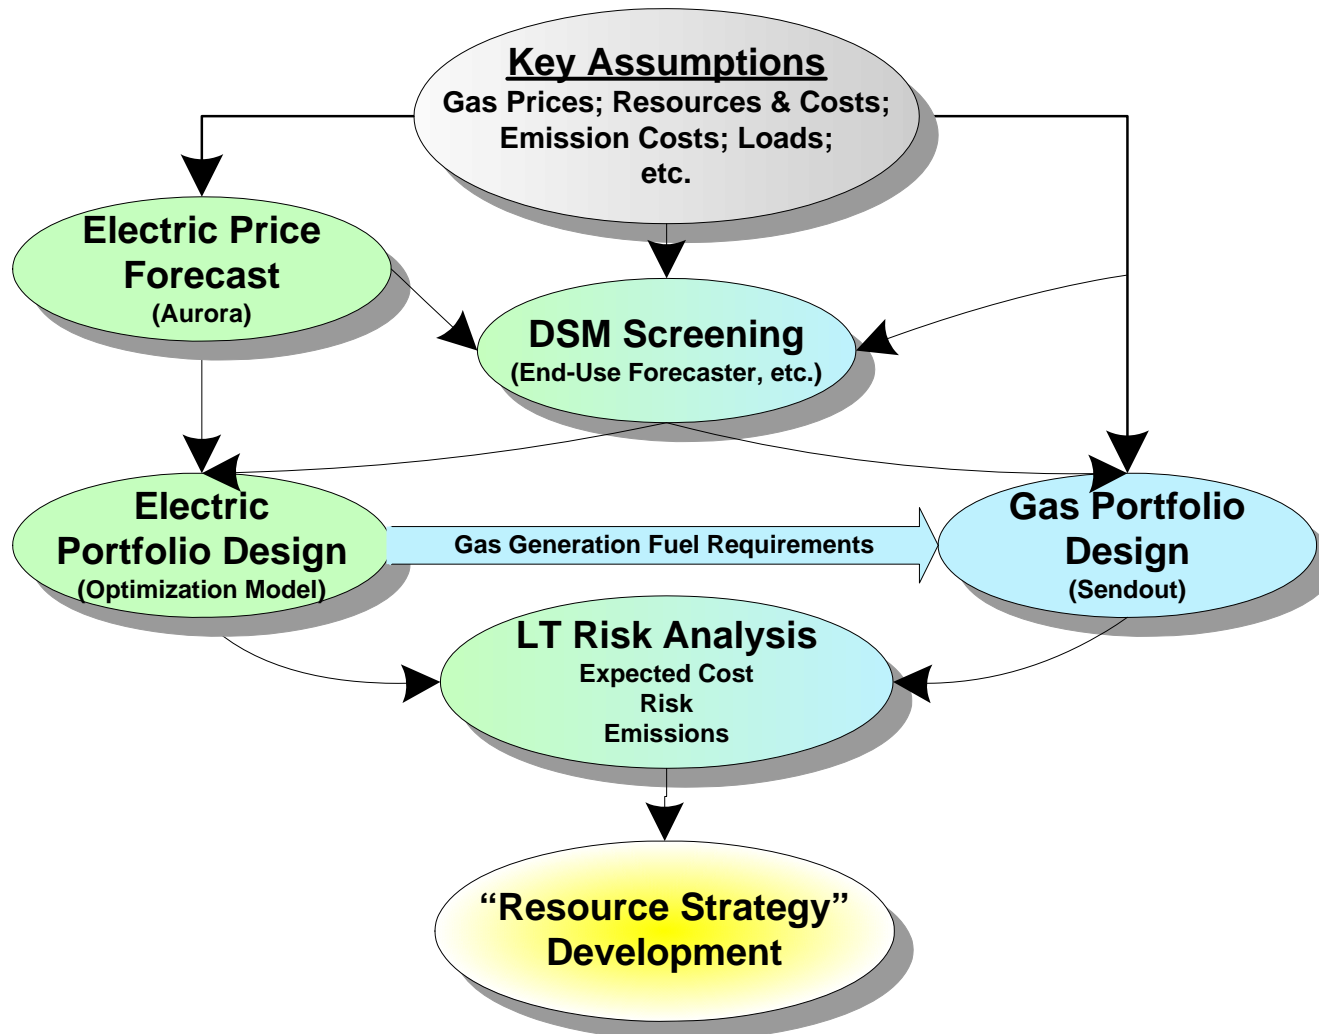 Key Assumptions
Gas Prices; Resources & Costs;
Emission Costs; Loads;
etc.
Electric Price
Forecast
(Aurora)
DSM Screening
(End-Use Forecaster, etc.)
Electric
Portfolio Design
(Optimization Model)
Gas Generation Fuel Requirements
Gas Portfolio
Design
(Sendout)
LT Risk Analysis
Expected Cost
Risk
Emissions
“Resource Strategy”
Development